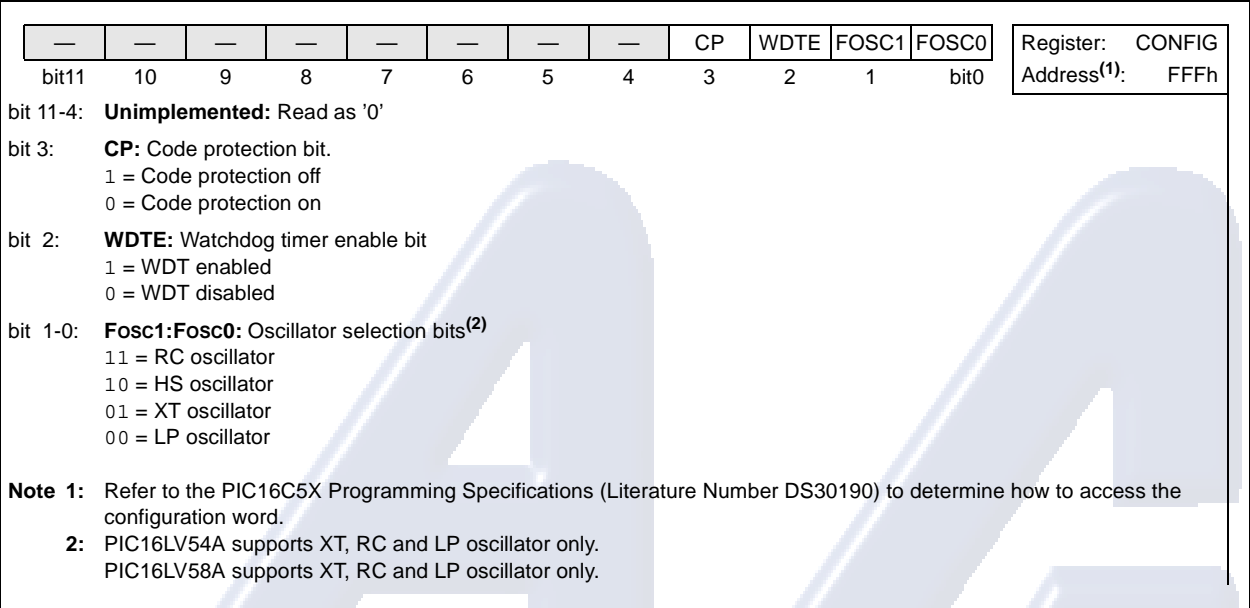 — — — — — — — — CP WDTE FOSC1 FOSC0 Register: CONFIG
bit11 10 9 8 7 6 5 4 3 2 1 bit0 Address(1): FFFh
bit 11-4: Unimplemented: Read as '0'
bit 3: CP: Code protection bit.
1 = Code protection off
0 = Code protection on
bit 2: WDTE: Watchdog timer enable bit
1 = WDT enabled
0 = WDT disabled
bit 1-0: FOSC1:FOSC0: Oscillator selection bits(2)
11 = RC oscillator
10 = HS oscillator
01 = XT oscillator
00 = LP oscillator
Note 1: Refer to the PIC16C5X Programming Specifications (Literature Number DS30190) to determine how to access the
configuration word.
2: PIC16LV54A supports XT, RC and LP oscillator only.
PIC16LV58A supports XT, RC and LP oscillator only.